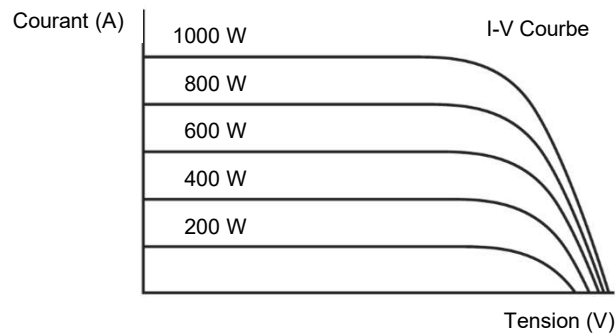 Courant (A)
I-V Courbe
1000 W
800 W
600 W
400 W
200 W
Tension (V)